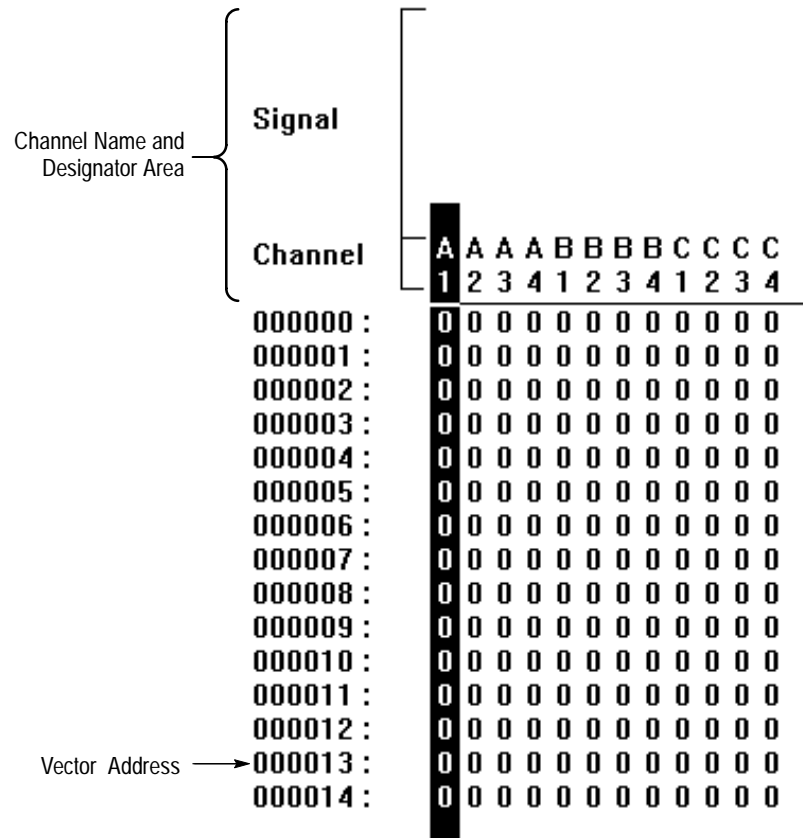 Signal
Channel Name and
Designator Area
Channel
A A A A B B B B C C C C
1 2 3 4 1 2 3 4 1 2 3 4
000000 : 0 0 0 0 0 0 0 0 0 0 0 0
000001 : 0 0 0 0 0 0 0 0 0 0 0 0
000002 : 0 0 0 0 0 0 0 0 0 0 0 0
000003 : 0 0 0 0 0 0 0 0 0 0 0 0
000004 : 0 0 0 0 0 0 0 0 0 0 0 0
000005 : 0 0 0 0 0 0 0 0 0 0 0 0
000006 : 0 0 0 0 0 0 0 0 0 0 0 0
000007 : 0 0 0 0 0 0 0 0 0 0 0 0
000008 : 0 0 0 0 0 0 0 0 0 0 0 0
000009 : 0 0 0 0 0 0 0 0 0 0 0 0
000010 : 0 0 0 0 0 0 0 0 0 0 0 0
000011 : 0 0 0 0 0 0 0 0 0 0 0 0
000012 : 0 0 0 0 0 0 0 0 0 0 0 0
Vector Address
000013 : 0 0 0 0 0 0 0 0 0 0 0 0
000014 : 0 0 0 0 0 0 0 0 0 0 0 0